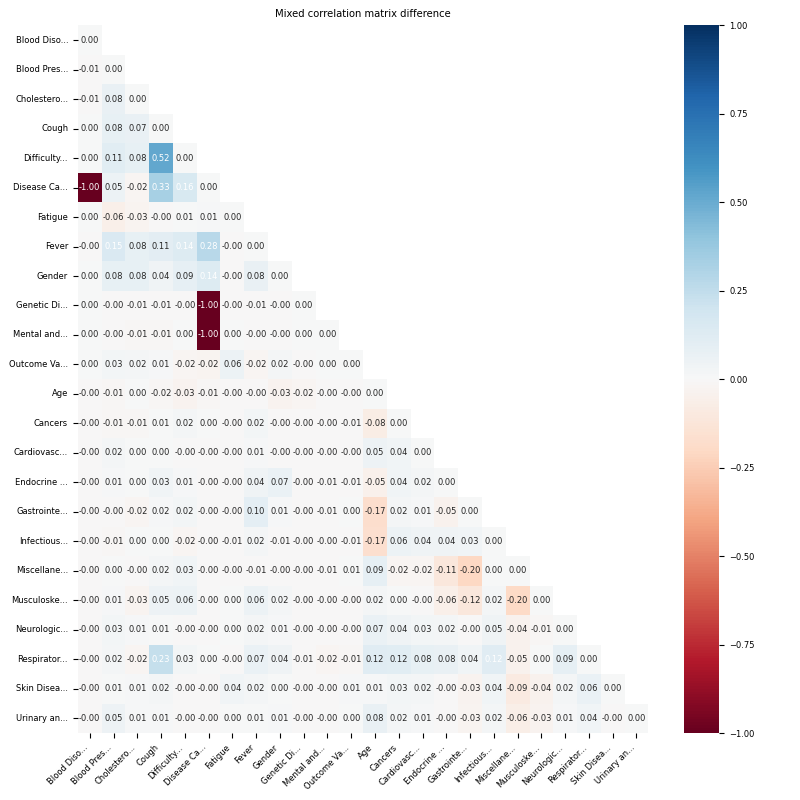 Mixed correlation matrix difference
Blood Diso... 0.00
Blood Pres... -0.01 0.00
Cholestero... -0.01 0.08 0.00
Cough 0.00 0.08 0.07 0.00
Difficulty... 0.00 0.11 0.08 0.52 0.00
Disease Ca... -1.00 0.05 -0.02 0.33 0.16 0.00
Fatigue 0.00 -0.06 -0.03 -0.00 0.01 0.01 0.00
Fever -0.00 0.15 0.08 0.11 0.14 0.28 -0.00 0.00
Gender 0.00 0.08 0.08 0.04 0.09 0.14 -0.00 0.08 0.00
Genetic Di... 0.00 -0.00 -0.01 -0.01 -0.00 -1.00 -0.00 -0.01 -0.00 0.00
Mental and... 0.00 -0.00 -0.01 -0.01 0.00 -1.00 0.00 -0.00 -0.00 0.00 0.00
Outcome Va... 0.00 0.03 0.02 0.01 -0.02 -0.02 0.06 -0.02 0.02 -0.00 0.00 0.00
Age -0.00 -0.01 0.00 -0.02 -0.03 -0.01 -0.00 -0.00 -0.03 -0.02 -0.00 -0.00 0.00
Cancers -0.00 -0.01 -0.01 0.01 0.02 0.00 -0.00 0.02 -0.00 -0.00 -0.00 -0.00 -0.08 0.00
Cardiovasc... -0.00 0.02 0.00 0.00 -0.00 -0.00 -0.00 0.01 -0.00 -0.00 -0.00 -0.01 0.05 0.04 0.00
Endocrine ... -0.00 0.01 0.00 0.03 0.01 -0.00 -0.00 0.04 0.07 -0.00 -0.01 -0.01 -0.05 0.04 0.02 0.00
Gastrointe... -0.00 -0.00 -0.02 0.02 0.02 -0.00 -0.00 0.10 0.01 -0.00 -0.01 0.00 -0.17 0.02 0.01 -0.05 0.00
Infectious... -0.00 -0.01 0.00 0.00 -0.02 -0.00 -0.01 0.02 -0.01 -0.00 -0.01 -0.00 -0.17 0.06 0.04 0.04 0.03 0.00
Miscellane... -0.00 0.00 -0.00 0.02 0.03 -0.00 -0.00 -0.01 -0.00 -0.00 -0.01 0.01 0.09 -0.02 -0.02 -0.11 -0.20 0.00 0.00
Musculoske... -0.00 0.01 -0.03 0.05 0.06 -0.00 0.00 0.06 0.02 -0.00 -0.00 -0.00 0.02 0.00 -0.00 -0.06 -0.12 0.02 -0.20 0.00
Neurologic... -0.00 0.03 0.01 0.01 -0.00 -0.00 0.00 0.02 0.01 -0.00 -0.00 -0.00 0.07 0.04 0.03 0.02 -0.00 0.05 -0.04 -0.01 0.00
Respirator... -0.00 0.02 -0.02 0.23 0.03 0.00 -0.00 0.07 0.04 -0.01 -0.02 -0.01 0.12 0.12 0.08 0.08 0.04 0.12 -0.05 0.00 0.09 0.00
Skin Disea... -0.00 0.01 0.01 0.02 -0.00 -0.00 0.04 0.02 0.00 -0.00 -0.00 0.01 0.01 0.03 0.02 -0.00 -0.03 0.04 -0.09 -0.04 0.02 0.06 0.00
Urinary an... -0.00 0.05 0.01 0.01 -0.00 -0.00 0.00 0.01 0.01 -0.00 -0.00 0.00 0.08 0.02 0.01 -0.00 -0.03 0.02 -0.06 -0.03 0.01 0.04 -0.00 0.00
Blood Diso...
Blood Pres...
Cholestero...
Cough
Difficulty...
Disease Ca...
Fatigue
Fever
Gender
Genetic Di...
Mental and...
Outcome Va...
Age
Cancers
Cardiovasc...
Endocrine ...
Gastrointe...
Infectious...
Miscellane...
Musculoske...
Neurologic...
Respirator...
Skin Disea...
Urinary an...
1.00
0.75
0.50
0.25
0.00
−0.25
−0.50
−0.75
−1.00